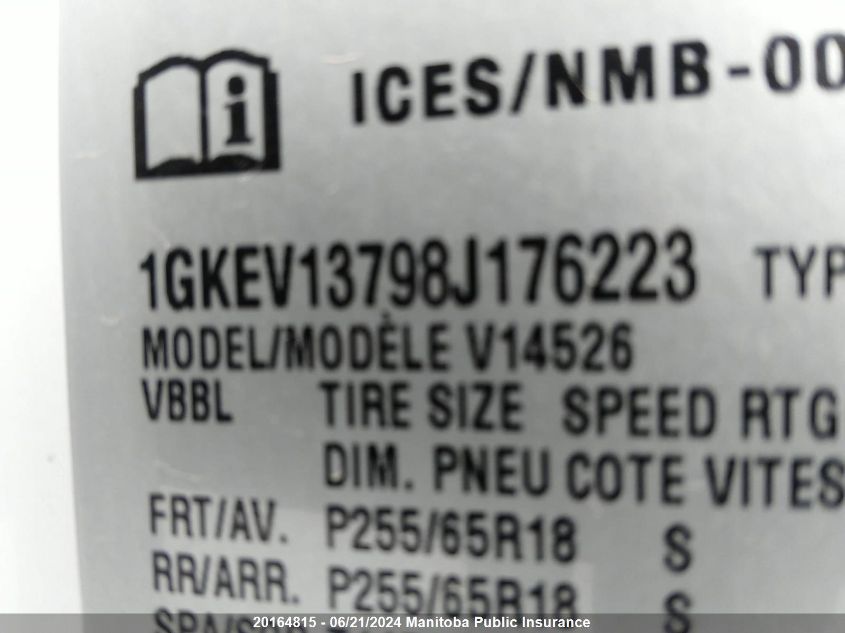 ICES/NMB-00
1GKEV13798J176223 TYP
MODEL/MODÈLE V14526
VBBL TIRE SIZE SPEED RTG
DIM. PNEU COTE VITES
FRT/AV. P255/65R18 S
RR/ARR. P255/65R18 S
20164815 - 06/21/2024 Manitoba Public Insurance